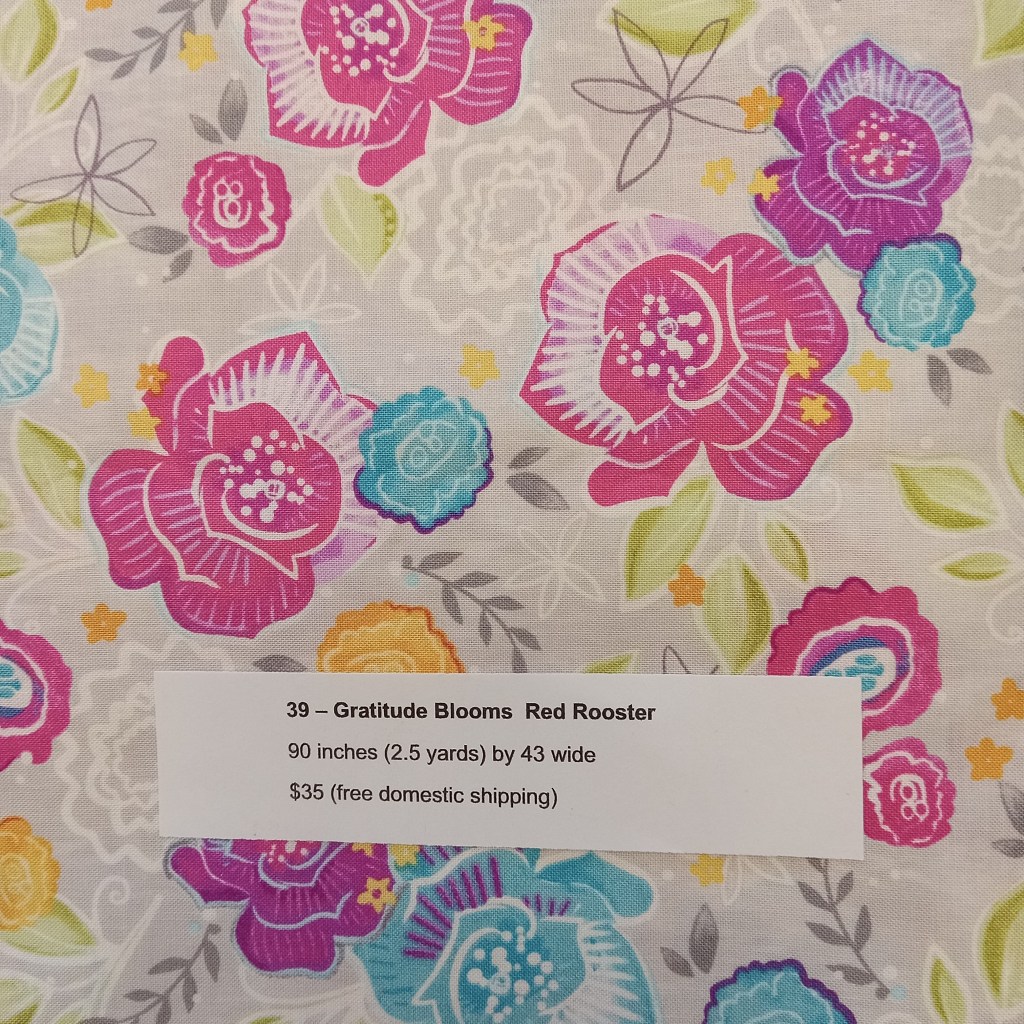 39 – Gratitude Blooms  Red Rooster
90 inches (2.5 yards) by 43 wide
$35 (free domestic shipping)